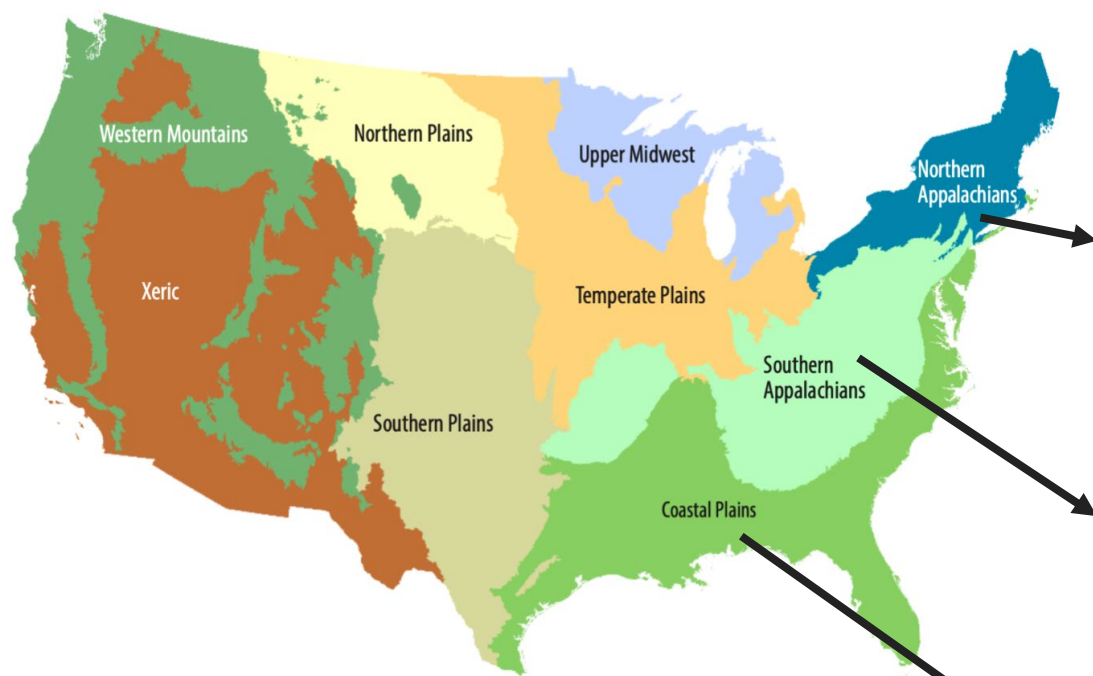 Western Mountains
Northern Plains
Upper Midwest
Northern
Appalachians
Xeric
Temperate Plains
Southern
Appalachians
Southern Plains
Coastal Plains